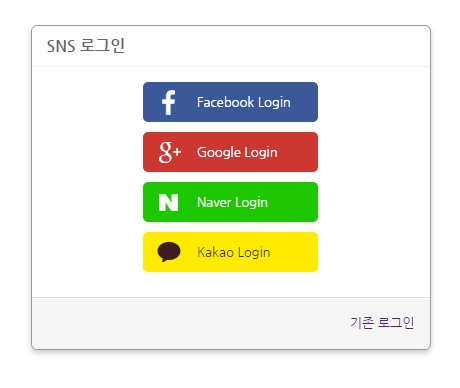 SNS 로그인
Facebook Login
g+ Google Login
Naver Login
Kakao Login
기존 로그인